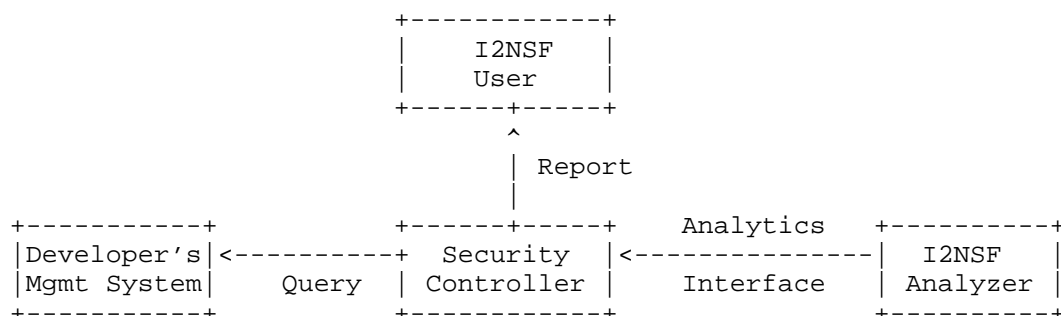 +------------+
|    I2NSF   |
|    User    |
+------+-----+
^
| Report
|
+-----------+           +------+-----+   Analytics   +----------+
|Developer's|<----------+  Security  |<---------------|  I2NSF   |
|Mgmt System|    Query  | Controller |    Interface   | Analyzer |
+-----------+           +------------+                +----------+